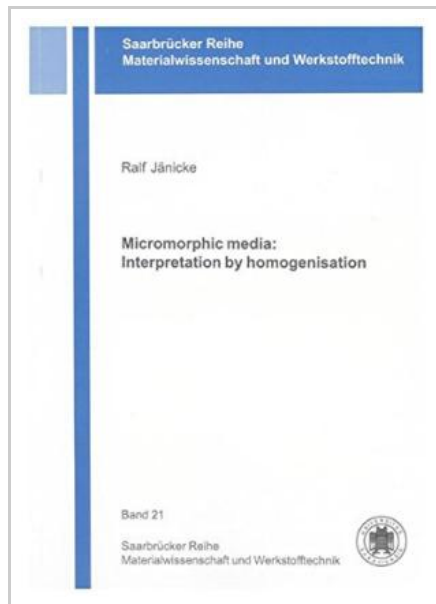 Saarbrücker Reihe
Materialwissenschaft und Werkstofftechnik
Ralf Jänicke
Micromorphic media:
Interpretation by homogenisation
Band 21
Saarbrücker Reihe
Materialwissenschaft und Werkstofftechnik